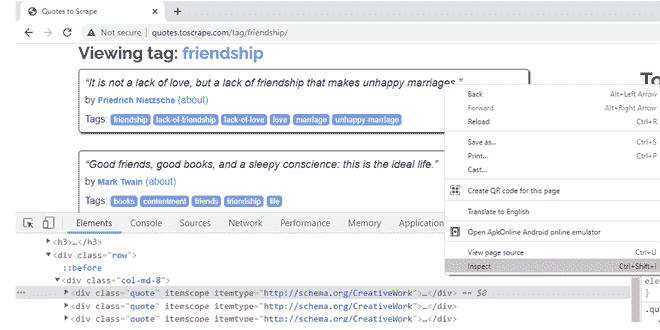 Quotes to Scrape
Not secure | quotes.toscrape.com/tag/friendship/
Viewing tag: friendship
“It is not a lack of love, but a lack of friendship that makes unhappy marriages.”
by Friedrich Nietzsche (about)
Tags: friendship lack-of-friendship lack-of-love love marriage unhappy-marriage
“Good friends, good books, and a sleepy conscience: this is the ideal life.”
by Mark Twain (about)
Tags: books contentment friends friendship life
To
Back Alt+Left Arrow
Forward Alt+Right Arrow
Reload Ctrl+R
Save as... Ctrl+S
Print... Ctrl+P
Cast...
Create QR code for this page
Translate to English
Open ApkOnline Android online emulator
View page source Ctrl+U
Inspect Ctrl+Shift+I
Elements Console Sources Network Performance Memory Application
<h3>…</h3>
<div class="row">
::before
<div class="col-md-8">
<div class="quote" itemscope itemtype="http://schema.org/CreativeWork">…</div> == $0
<div class="quote" itemscope itemtype="http://schema.org/CreativeWork">…</div>
<div class="quote" itemscope itemtype="http://schema.org/CreativeWork">…</div>
ele
}
.qu